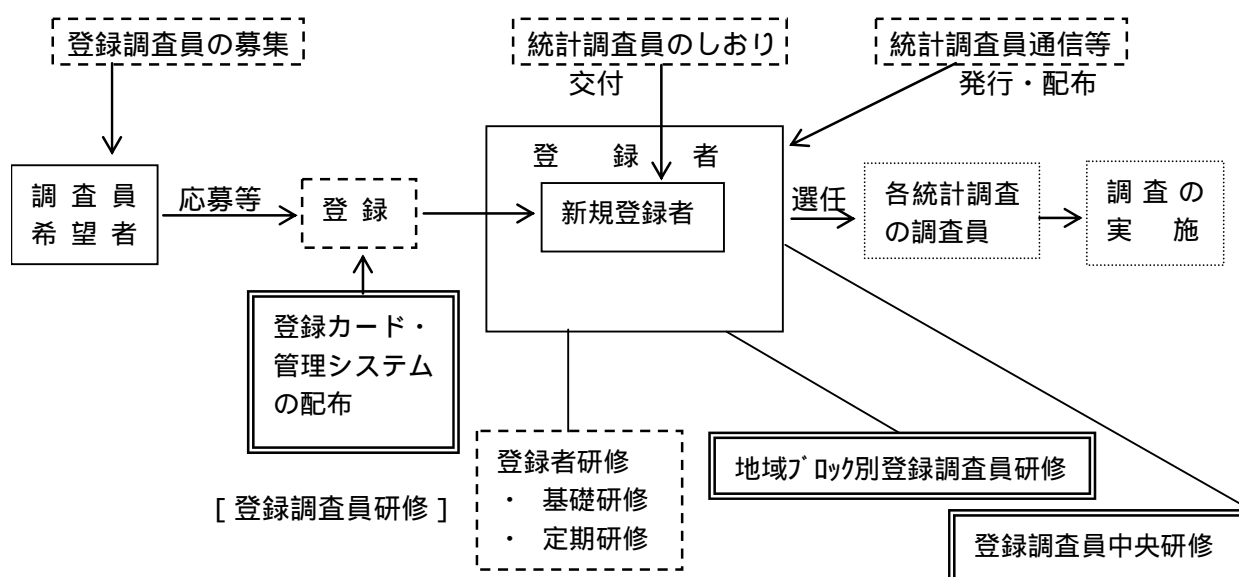 登録調査員の募集
統計調査員のしおり
統計調査員通信等
交付
発行・配布
登　録　者
調査員
希望者
応募等
登録
新規登録者
選任
各統計調査
の調査員
調査の
実　施
登録カード・
管理システム
の配布
登録者研修
・　基礎研修
・　定期研修
地域ﾌﾞﾛｯｸ別登録調査員研修
[ 登録調査員研修 ]
登録調査員中央研修